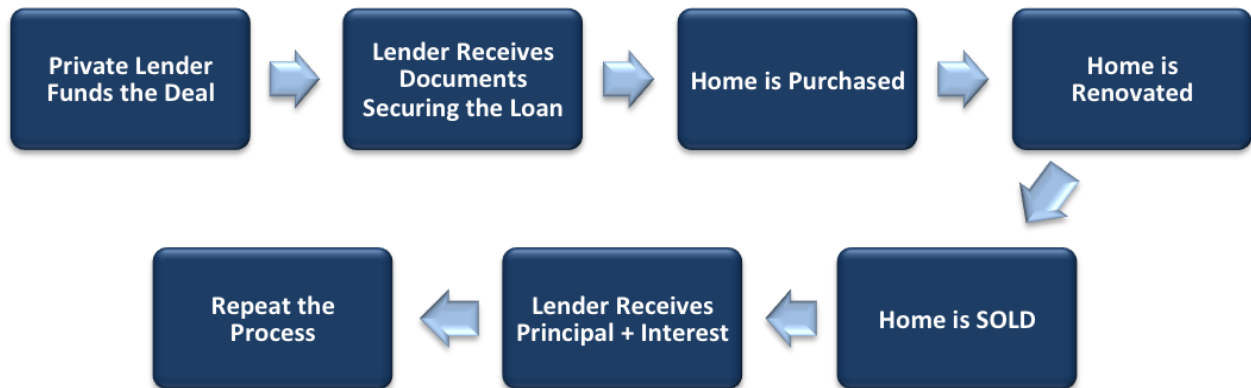 Private Lender
Funds the Deal
Lender Receives
Documents
Securing the Loan
Home is Purchased
Home is
Renovated
Home is SOLD
Lender Receives
Principal + Interest
Repeat the
Process